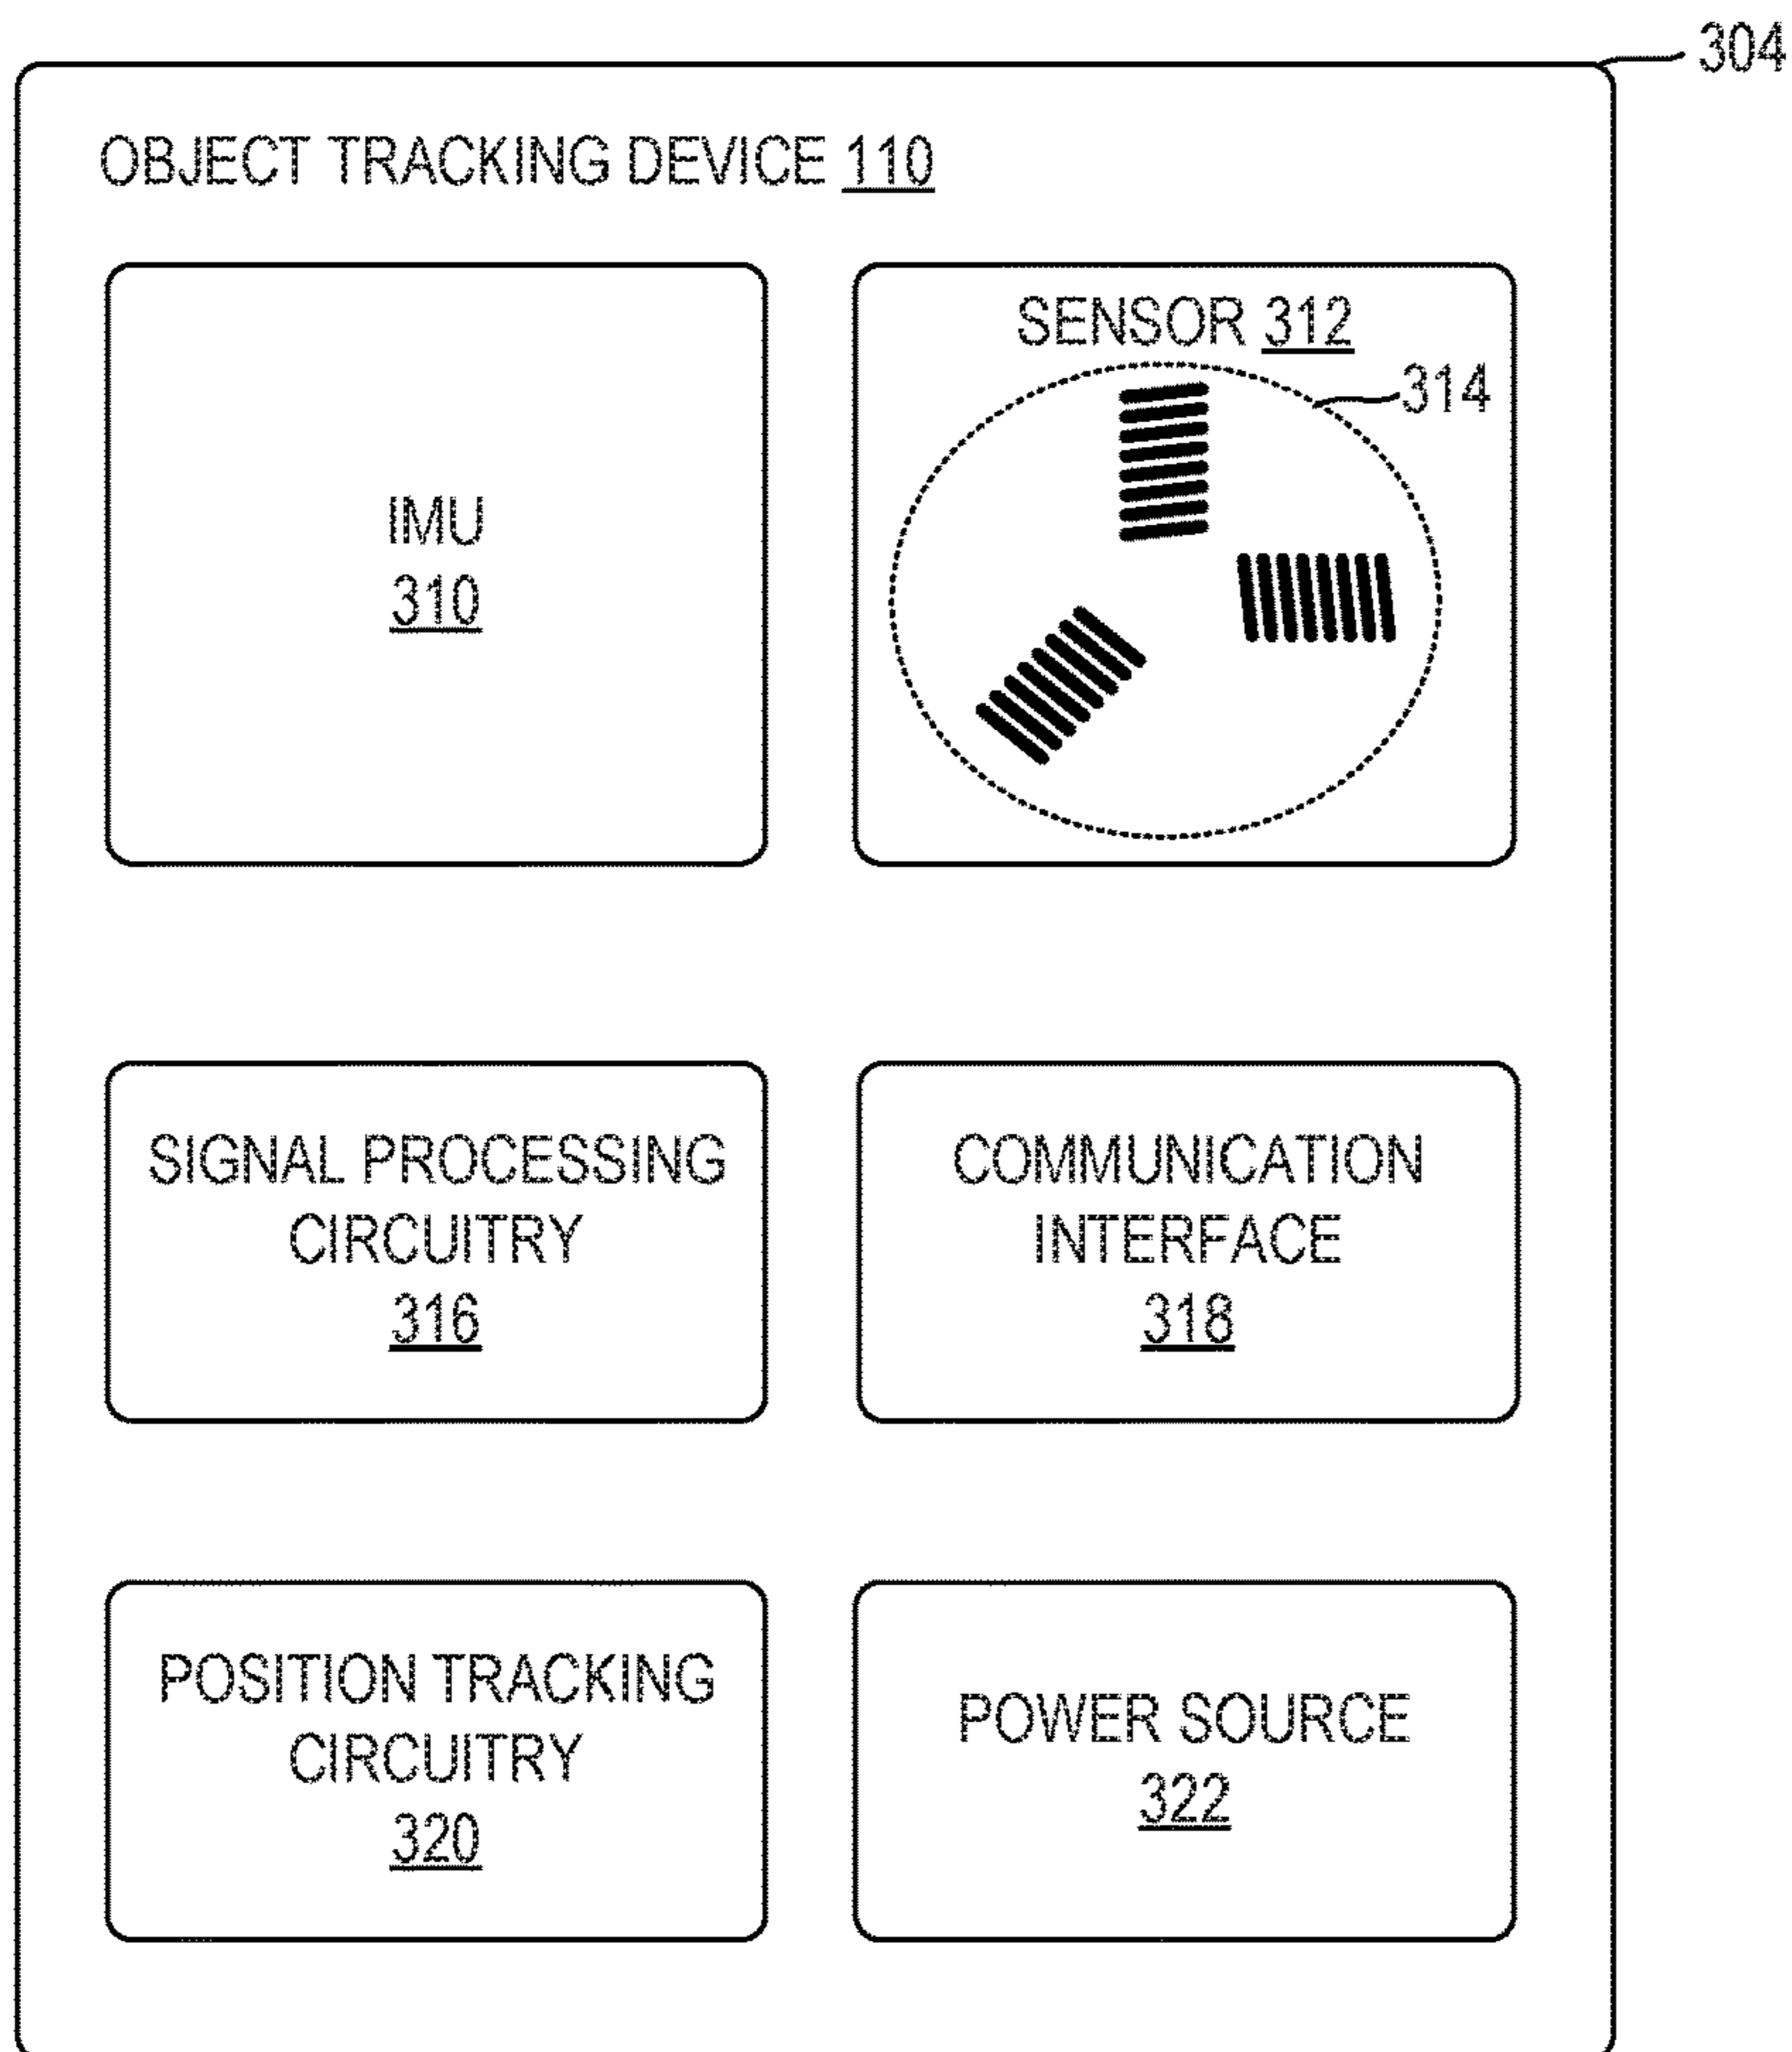 304
OBJECT TRACKING DEVICE 110
IMU
310
SENSOR 312
314
SIGNAL PROCESSING
CIRCUITRY
316
COMMUNICATION
INTERFACE
318
POSITION TRACKING
CIRCUITRY
320
POWER SOURCE
322